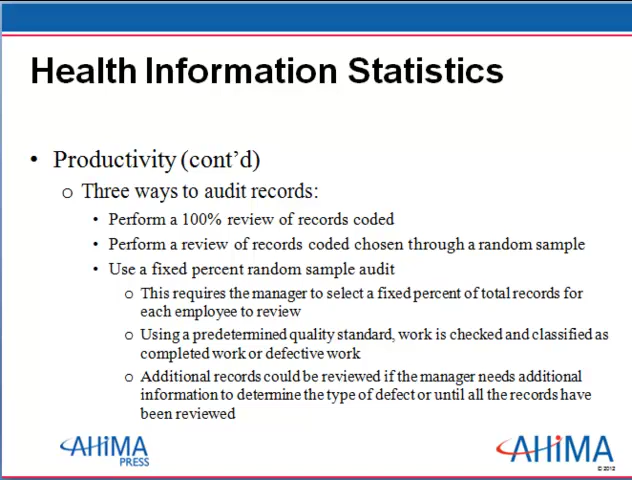 Health Information Statistics
• Productivity (cont'd)
o Three ways to audit records:
• Perform a 100% review of records coded
• Perform a review of records coded chosen through a random sample
• Use a fixed percent random sample audit
o This requires the manager to select a fixed percent of total records for
each employee to review
o Using a predetermined quality standard, work is checked and classified as
completed work or defective work
o Additional records could be reviewed if the manager needs additional
information to determine the type of defect or until all the records have
been reviewed
AHiMA
PRESS
AHiMA
© 2012